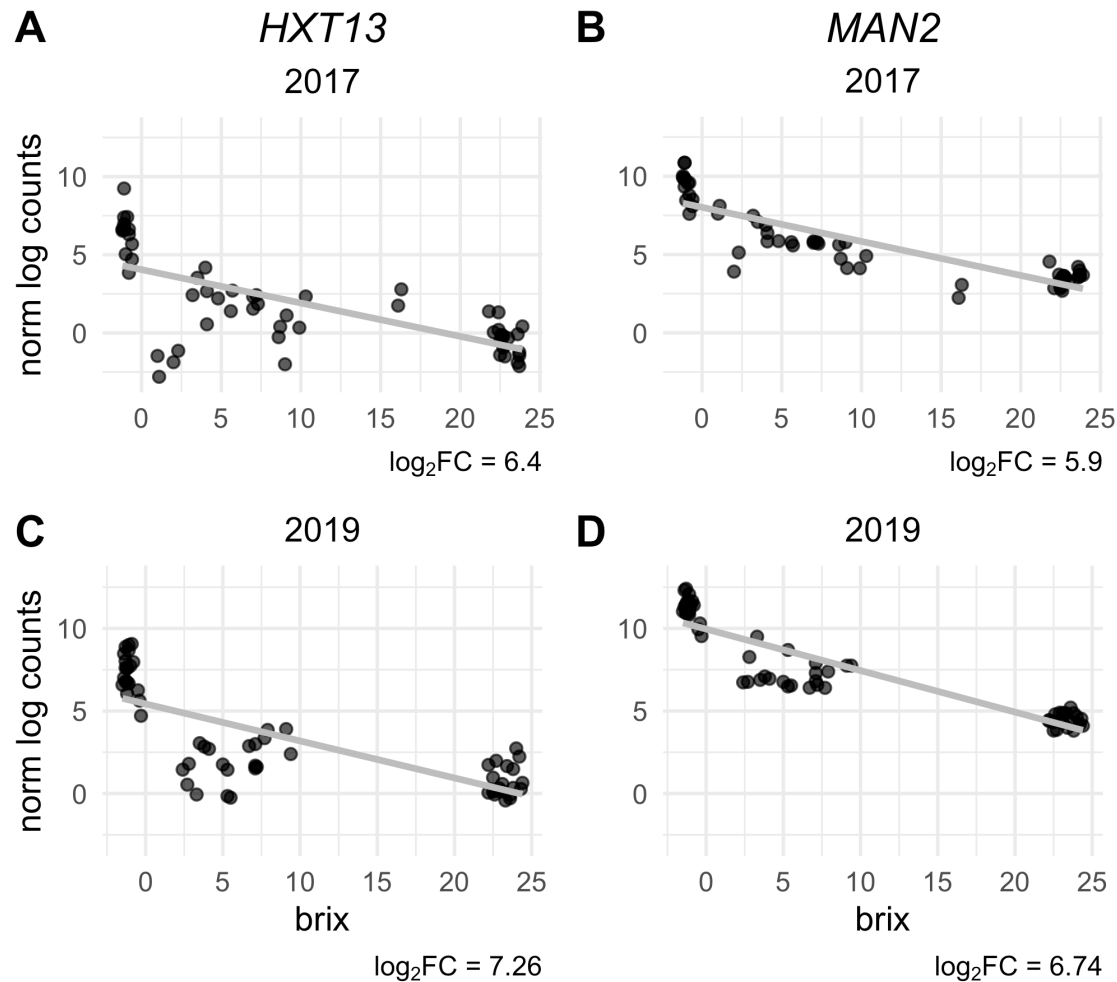 A HXT13 B MAN2
2017 2017
norm log counts
10
5
0
10
5
0
0 5 10 15 20 25
0 5 10 15 20 25
log₂FC = 6.4
log₂FC = 5.9
C 2019 D 2019
norm log counts
10
5
0
10
5
0
0 5 10 15 20 25
0 5 10 15 20 25
brix
brix
log₂FC = 7.26
log₂FC = 6.74